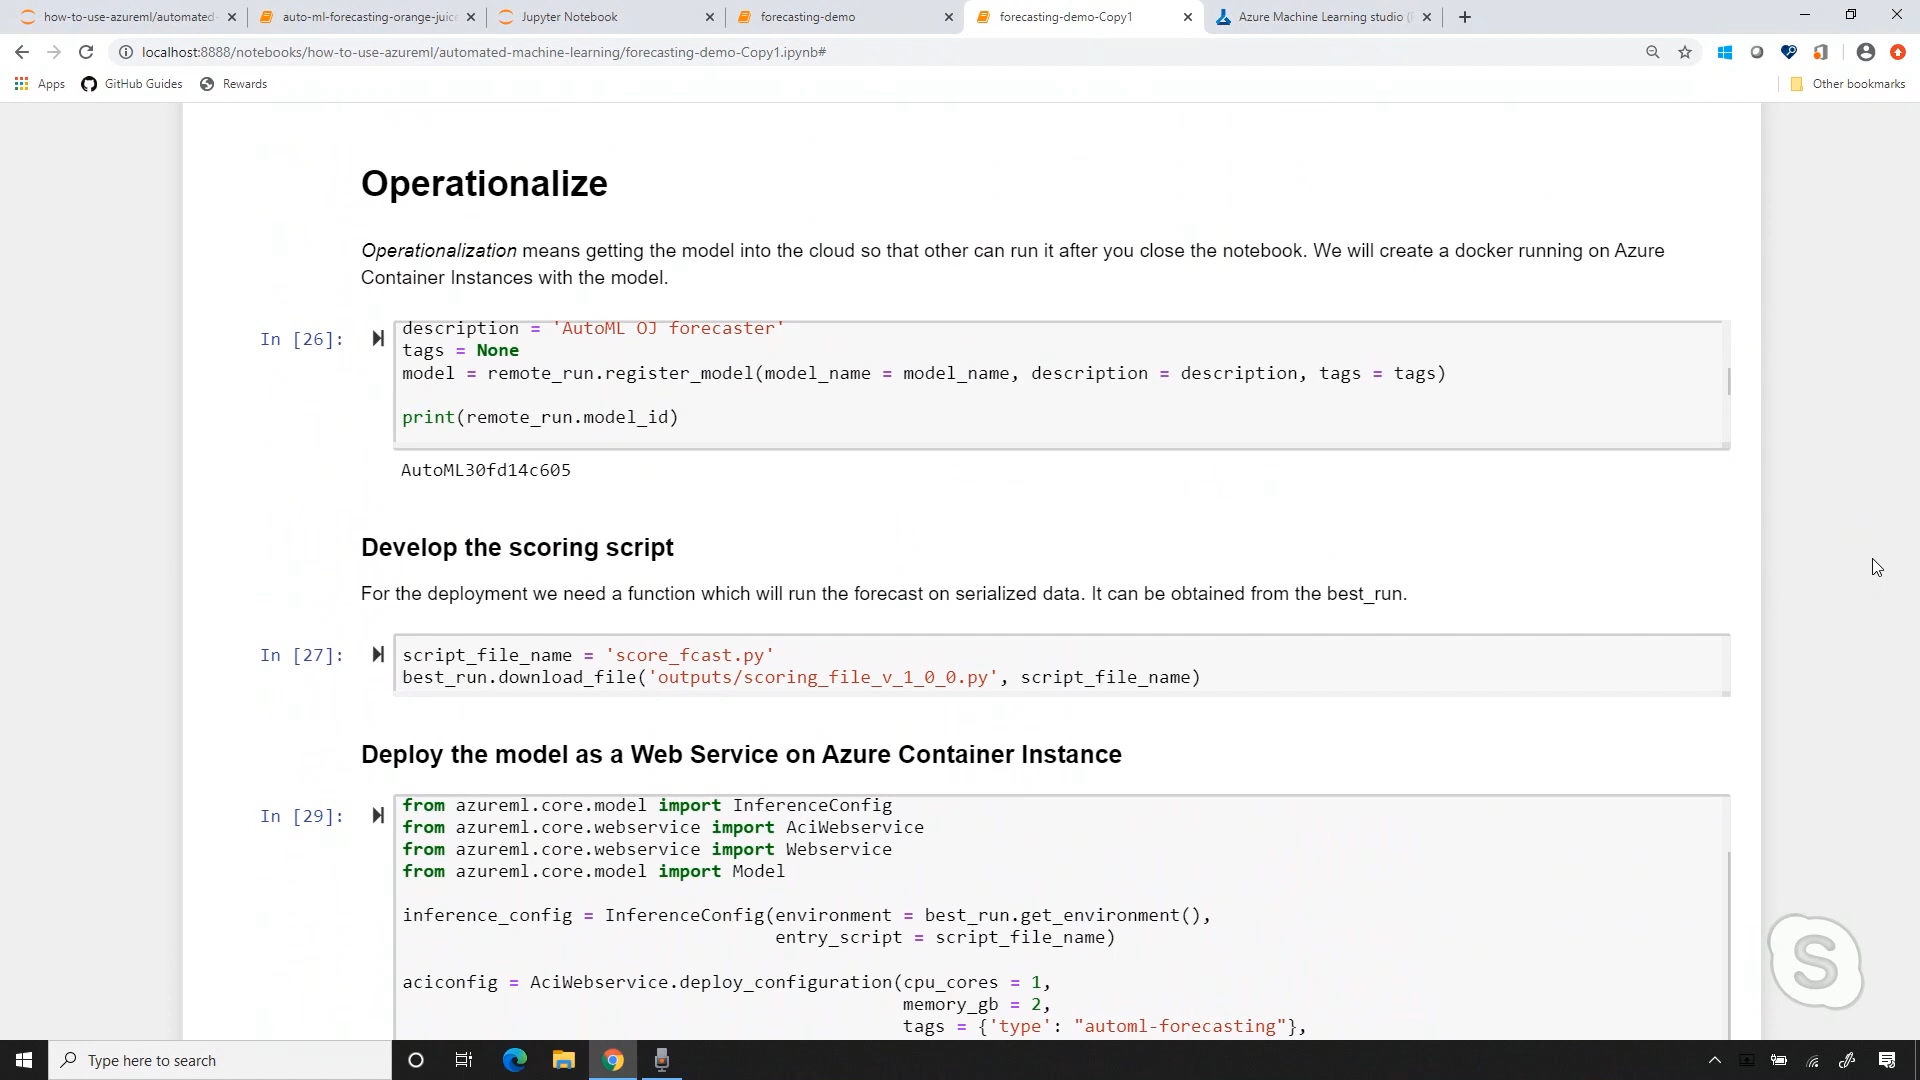 how-to-use-azureml/automated-
auto-ml-forecasting-orange-juice
Jupyter Notebook
forecasting-demo
forecasting-demo-Copy1
Azure Machine Learning studio (
localhost:8888/notebooks/how-to-use-azureml/automated-machine-learning/forecasting-demo-Copy1.ipynb#
Apps
GitHub Guides
Rewards
Other bookmarks
Operationalize
Operationalization means getting the model into the cloud so that other can run it after you close the notebook. We will create a docker running on Azure
Container Instances with the model.
In [26]:
description = 'AutoML OJ forecaster'
tags = None
model = remote_run.register_model(model_name = model_name, description = description, tags = tags)
print(remote_run.model_id)
AutoML30fd14c605
Develop the scoring script
For the deployment we need a function which will run the forecast on serialized data. It can be obtained from the best_run.
In [27]:
script_file_name = 'score_fcast.py'
best_run.download_file('outputs/scoring_file_v_1_0_0.py', script_file_name)
Deploy the model as a Web Service on Azure Container Instance
In [29]:
from azureml.core.model import InferenceConfig
from azureml.core.webservice import AciWebservice
from azureml.core.webservice import Webservice
from azureml.core.model import Model
inference_config = InferenceConfig(environment = best_run.get_environment(),
entry_script = script_file_name)
aciconfig = AciWebservice.deploy_configuration(cpu_cores = 1,
memory_gb = 2,
tags = {'type': "automl-forecasting"},
S
Type here to search